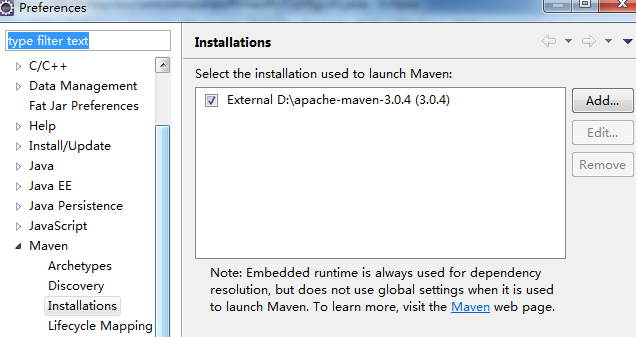 Preferences
type filter text
C/C++
Data Management
Fat Jar Preferences
Help
Install/Update
Java
Java EE
Java Persistence
JavaScript
Maven
Archetypes
Discovery
Installations
Lifecycle Mapping
Installations
Select the installation used to launch Maven:
External D:\apache-maven-3.0.4 (3.0.4)
Add...
Edit...
Remove
Note: Embedded runtime is always used for dependency
resolution, but does not use global settings when it is used
to launch Maven. To learn more, visit the Maven web page.